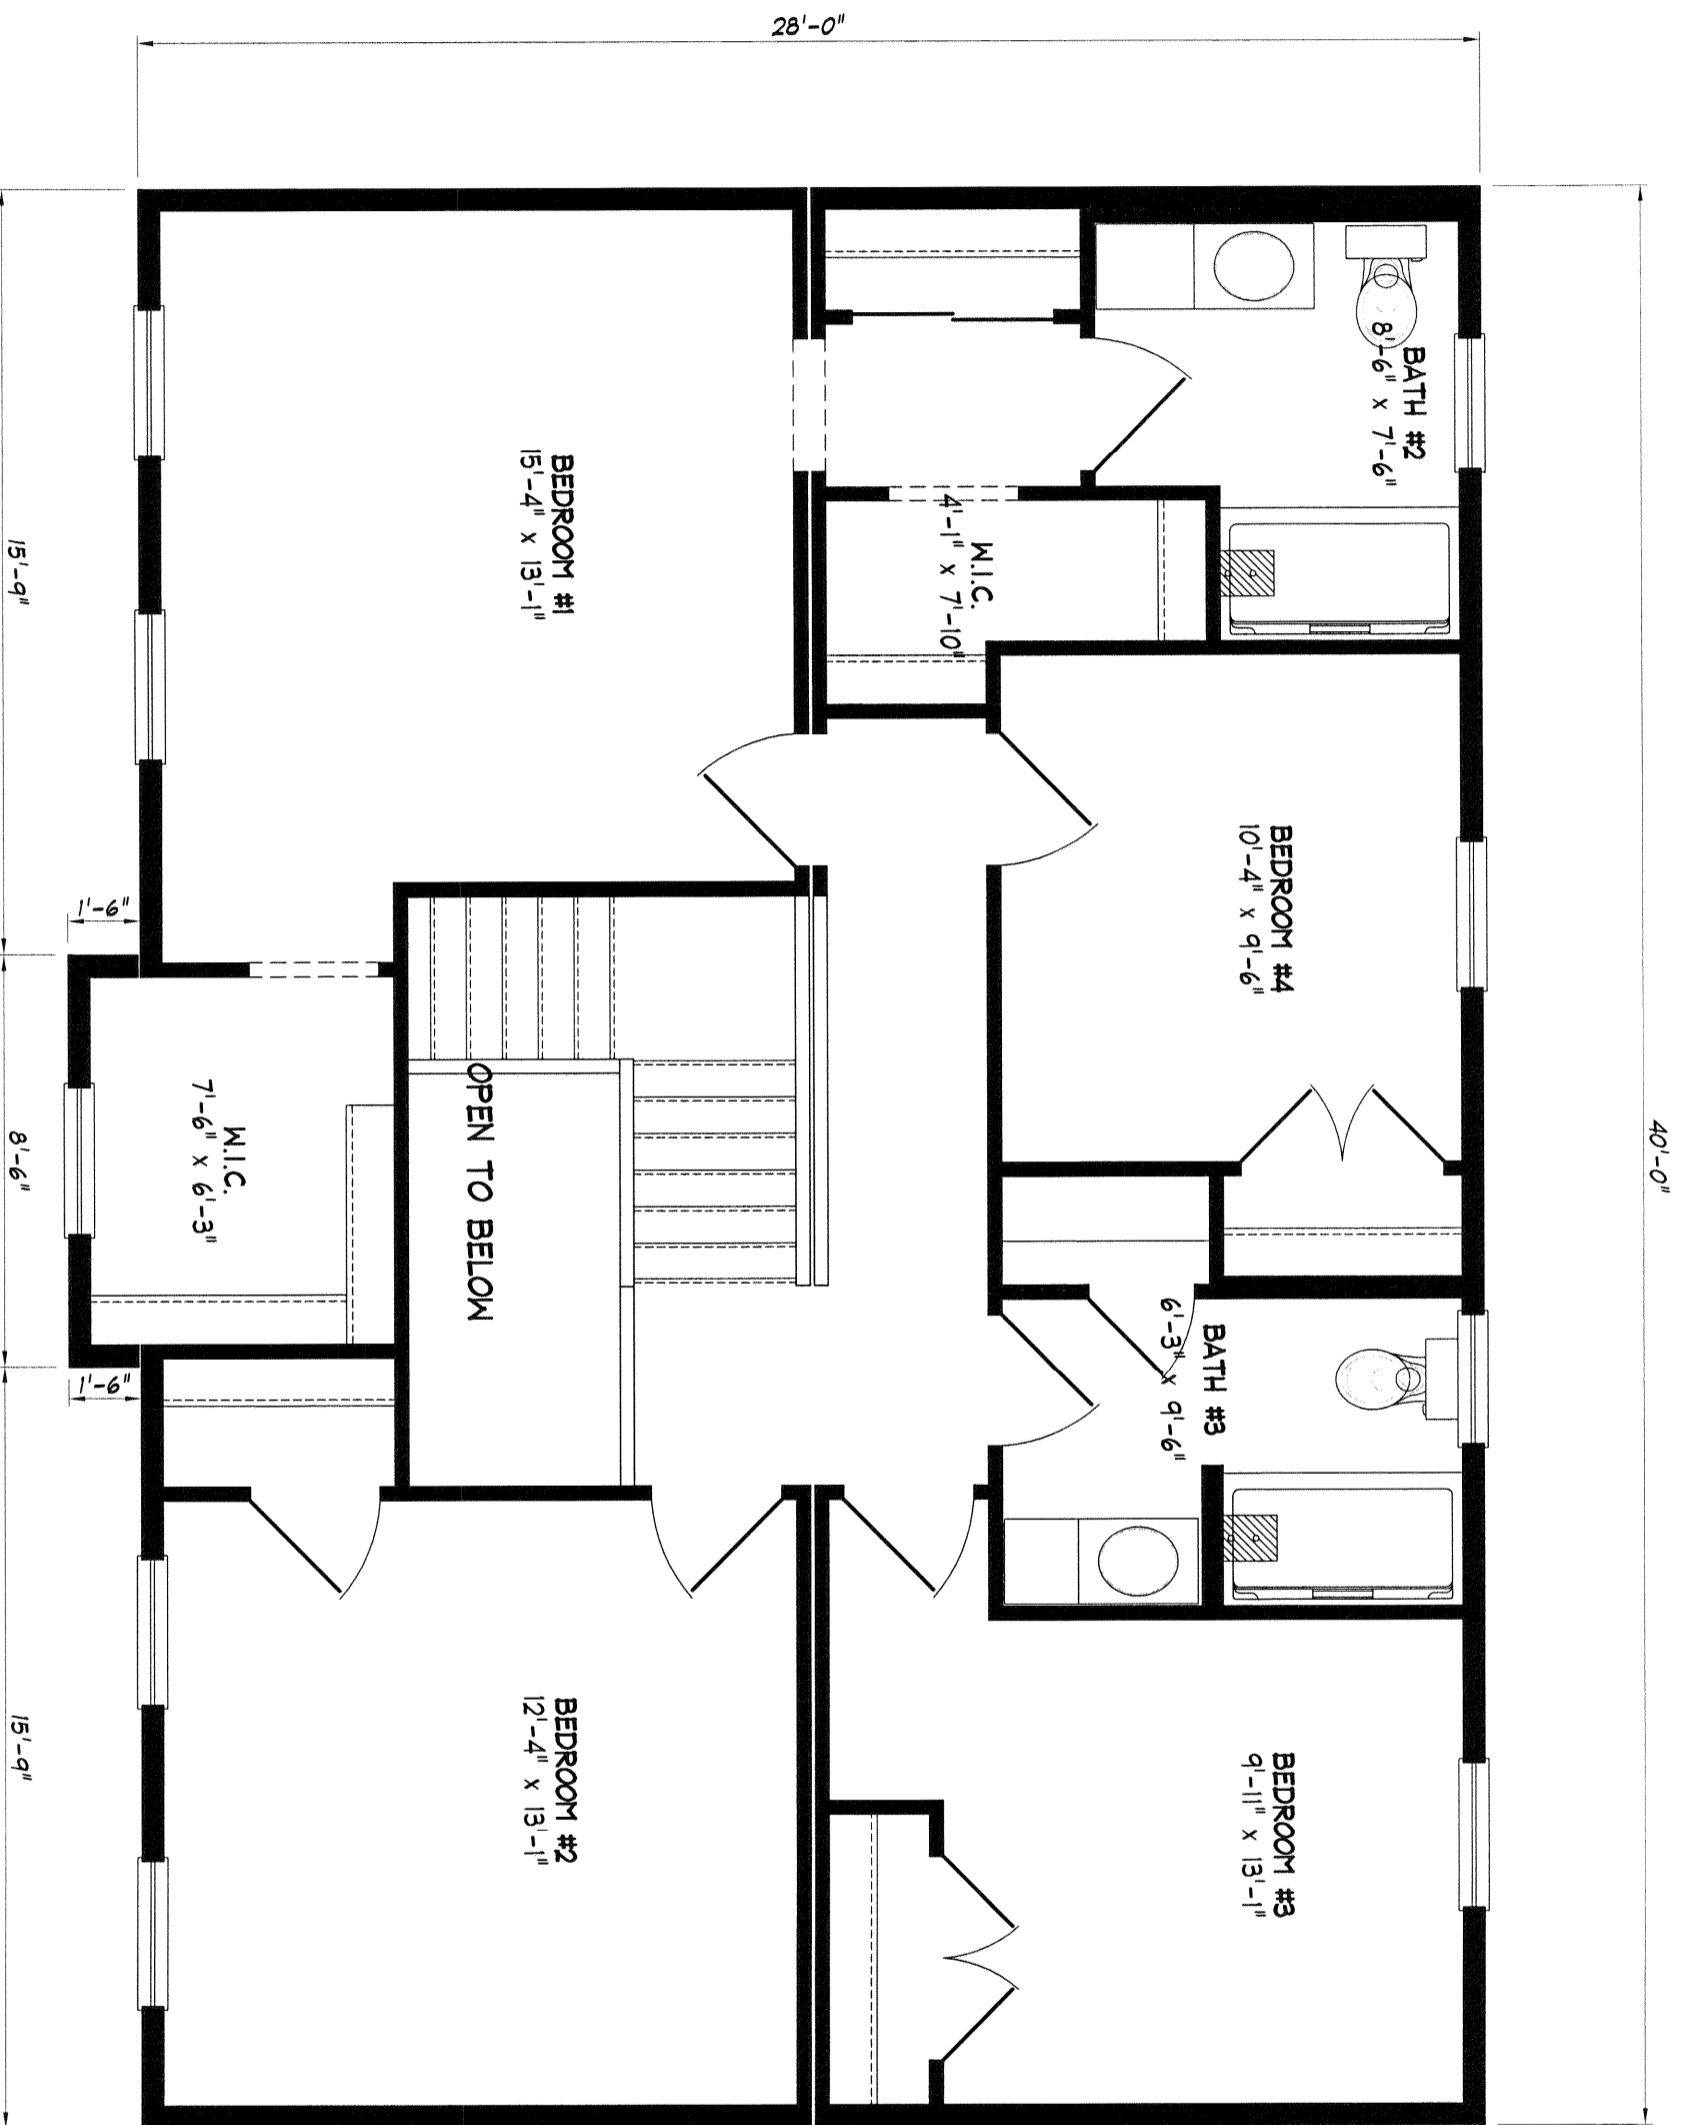 28'-0"
40'-0"
BATH #2
8'-6" x 7'-6"
W.I.C.
4'-1" x 7'-10"
BEDROOM #1
15'-4" x 13'-1"
BEDROOM #4
10'-4" x 9'-6"
BATH #3
6'-3" x 9'-6"
OPEN TO BELOW
W.I.C.
7'-6" x 6'-3"
BEDROOM #3
9'-11" x 13'-1"
BEDROOM #2
12'-4" x 13'-1"
1'-6"
1'-6"
15'-9"
8'-6"
15'-9"